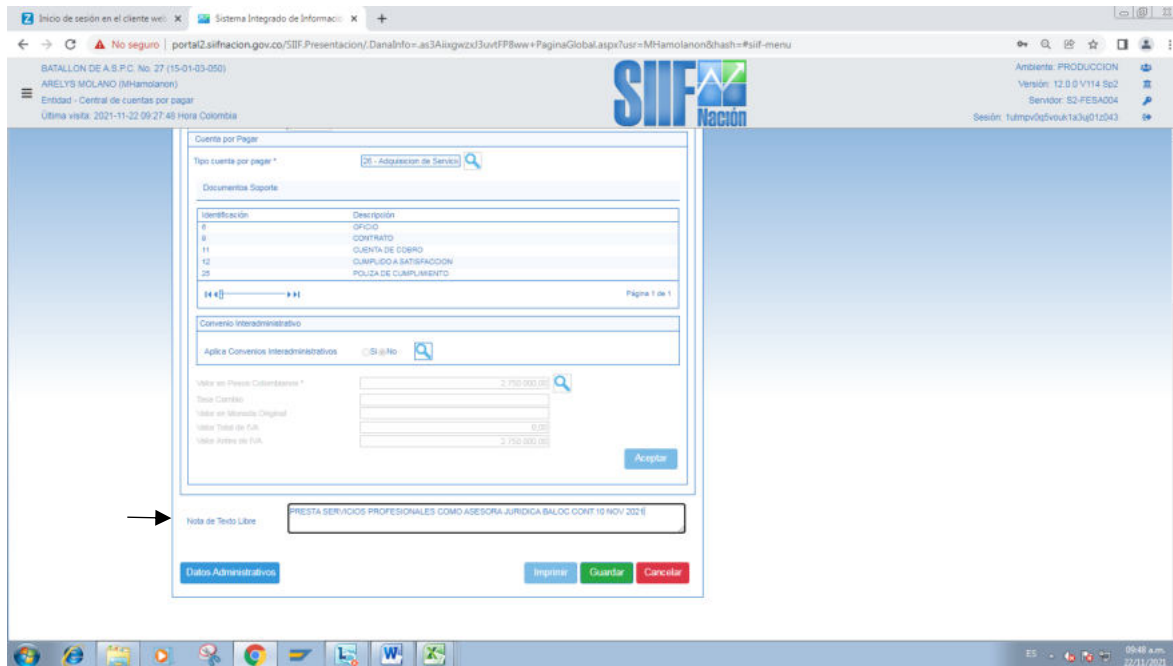 Inicio de sesión en el cliente web
Sistema Integrado de Informació
No seguro | portal2.siifnacion.gov.co/SIIF.Presentacion/,DanaInfo=.as3Aiixgwzxl3uvtFP8ww+PaginaGlobal.aspx?usr=MHamolanon&hash=#siif-menu
BATALLON DE A.S.P.C. No. 27 (15-01-03-050)
ARELYS MOLANO (MHamolanon)
Entidad - Central de cuentas por pagar
Última visita: 2021-11-22 09:27:48 Hora Colombia
SIIF Nación
Ambiente: PRODUCCION
Versión: 12.0.0 V114 Sp2
Servidor: S2-FESA004
Sesión:
Cuenta por Pagar
Tipo cuenta por pagar * 26 - Adquisicion de Servici
Documentos Soporte
Identificación Descripción
6 OFICIO
8 CONTRATO
11 CUENTA DE COBRO
12 CUMPLIDO A SATISFACCION
25 POLIZA DE CUMPLIMIENTO
Página 1 de 1
Convenio Interadministrativo
Aplica Convenios Interadministrativos Si No
Valor en Pesos Colombianos * 2.750.000,00
Tasa Cambio
Valor en Moneda Original
Valor Total de IVA 0,00
Valor Antes de IVA 2.750.000,00
Aceptar
Nota de Texto Libre PRESTA SERVICIOS PROFESIONALES COMO ASESORA JURIDICA BALOC CONT 10 NOV 2021
Datos Administrativos Imprimir Guardar Cancelar
ES 09:48 a.m.
22/11/2021